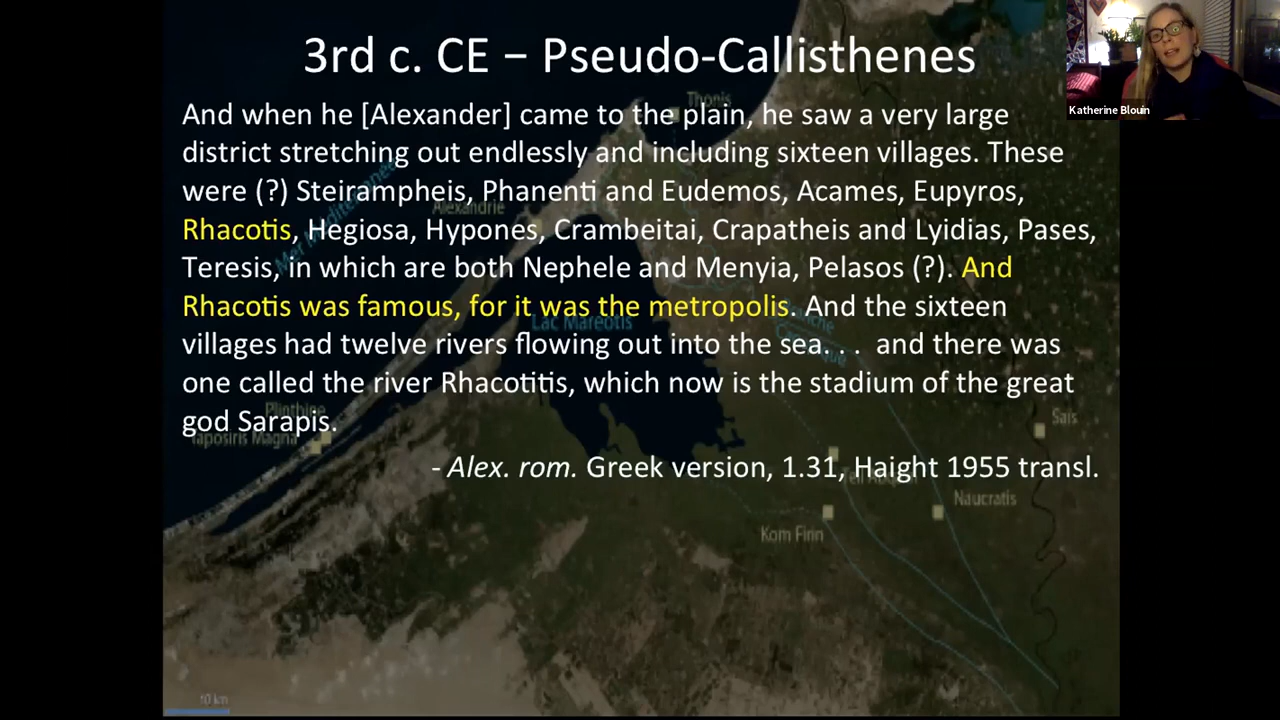 3rd c. CE – Pseudo-Callisthenes
And when he [Alexander] came to the plain, he saw a very large
district stretching out endlessly and including sixteen villages. These
were (?) Steirampheis, Phanenti and Eudemos, Acames, Eupyros,
Rhacotis, Hegiosa, Hypones, Crambeitai, Crapatheis and Lyidias, Pases,
Teresis, in which are both Nephele and Menyia, Pelasos (?). And
Rhacotis was famous, for it was the metropolis. And the sixteen
villages had twelve rivers flowing out into the sea. . . and there was
one called the river Rhacotitis, which now is the stadium of the great
god Sarapis.
- Alex. rom. Greek version, 1.31, Haight 1955 transl.
Katherine Blouin
Thonis
Alexandrie
Lac Mareotis
Plinthine
Taposiris Magna
Saïs
Naucratis
Kom Firin
10 km